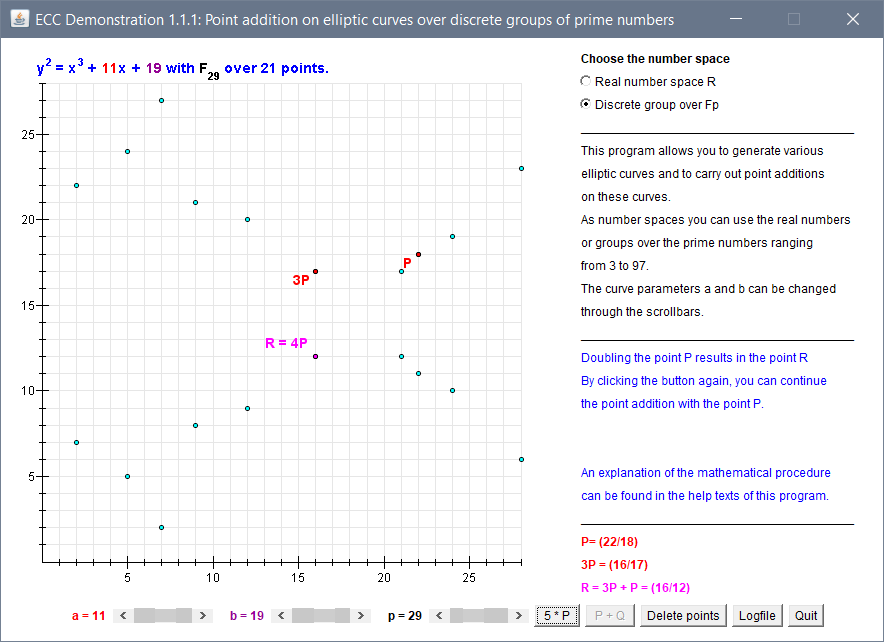 ECC Demonstration 1.1.1: Point addition on elliptic curves over discrete groups of prime numbers
y² = x³ + 11x + 19 with F₂₉ over 21 points.
25
20
15
10
5
5
10
15
20
25
P
3P
R = 4P
Choose the number space
Real number space R
Discrete group over Fp
This program allows you to generate various
elliptic curves and to carry out point additions
on these curves.
As number spaces you can use the real numbers
or groups over the prime numbers ranging
from 3 to 97.
The curve parameters a and b can be changed
through the scrollbars.
Doubling the point P results in the point R
By clicking the button again, you can continue
the point addition with the point P.
An explanation of the mathematical procedure
can be found in the help texts of this program.
P= (22/18)
3P = (16/17)
R = 3P + P = (16/12)
a = 11 b = 19 p = 29 5 * P P + Q Delete points Logfile Quit